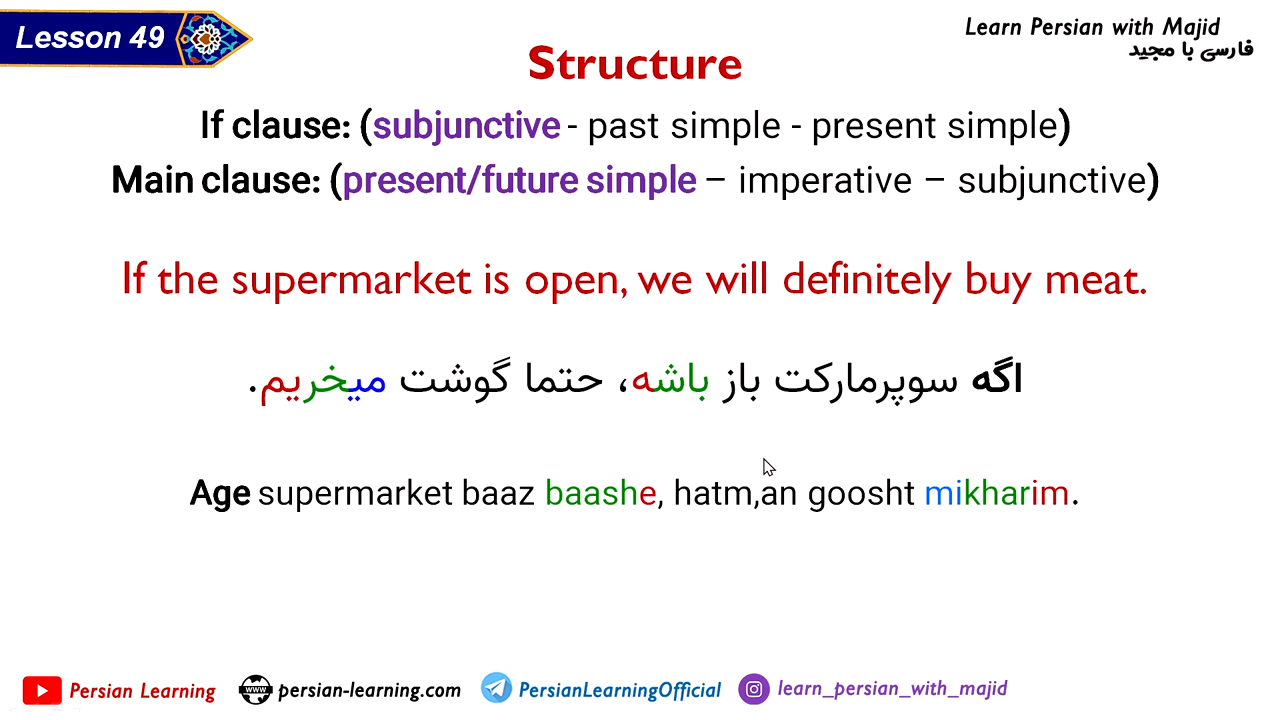 Lesson 49
Learn Persian with Majid
فارسی با مجید
Structure
If clause: (subjunctive - past simple - present simple)
Main clause: (present/future simple – imperative – subjunctive)
If the supermarket is open, we will definitely buy meat.
اگه سوپرمارکت باز باشه، حتما گوشت میخریم.
Age supermarket baaz baashe, hatm,an goosht mikharim.
Persian Learning www persian-learning.com PersianLearningOfficial learn_persian_with_majid